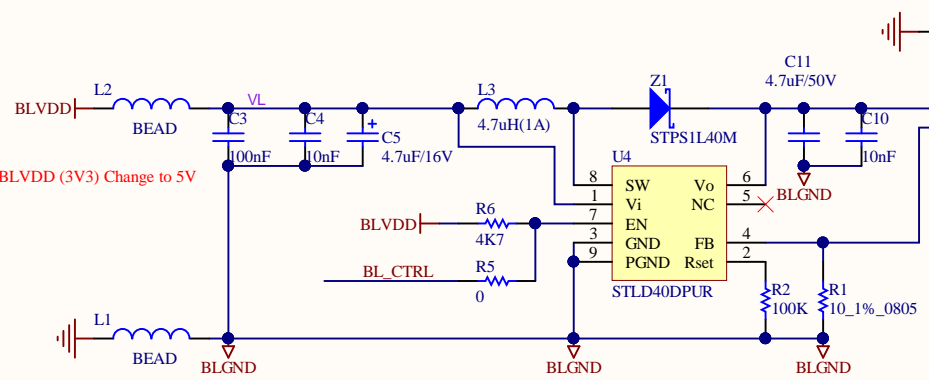 C11
4.7uF/50V
L2
BLVDD
BEAD
VL
L3
4.7uH(1A)
Z1
STPS1L40M
C3
100nF
C4
10nF
C5
4.7uF/16V
C10
10nF
BLGND
BLVDD (3V3) Change to 5V
U4
8 SW Vo 6
1 Vi NC 5
7 EN
3 GND FB 4
9 PGND Rset 2
STLD40DPUR
BLVDD
R6
4K7
BL_CTRL
R5
0
R2
100K
R1
10_1%_0805
L1
BEAD
BLGND
BLGND
BLGND